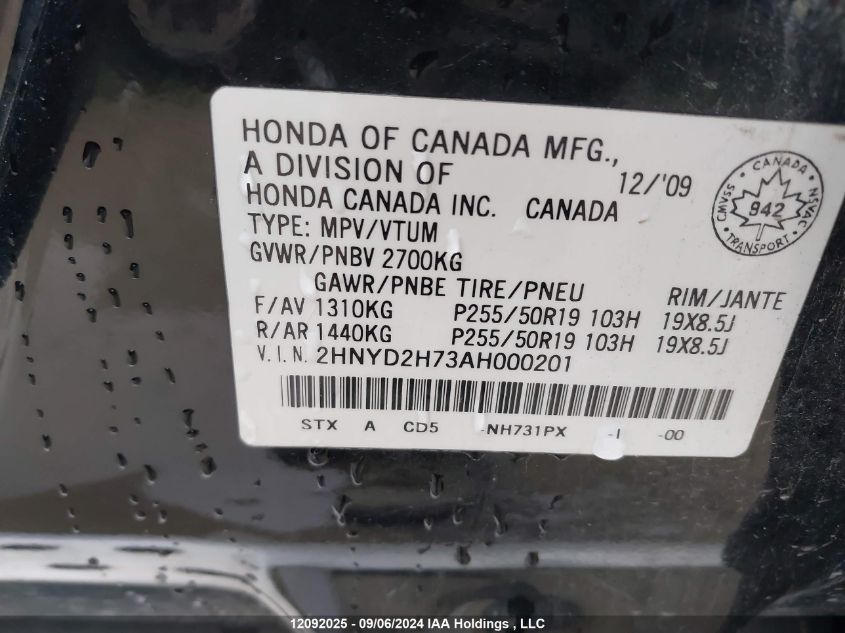 HONDA OF CANADA MFG.,
A DIVISION OF 12/'09
HONDA CANADA INC. CANADA
TYPE: MPV/VTUM
GVWR/PNBV 2700KG
GAWR/PNBE TIRE/PNEU RIM/JANTE
F/AV 1310KG P255/50R19 103H 19X8.5J
R/AR 1440KG P255/50R19 103H 19X8.5J
V.I.N. 2HNYD2H73AH000201
STX A CD5 -NH731PX -I -00
CANADA
CMVSS 942 NSVAC
TRANSPORT
12092025 - 09/06/2024 IAA Holdings, LLC